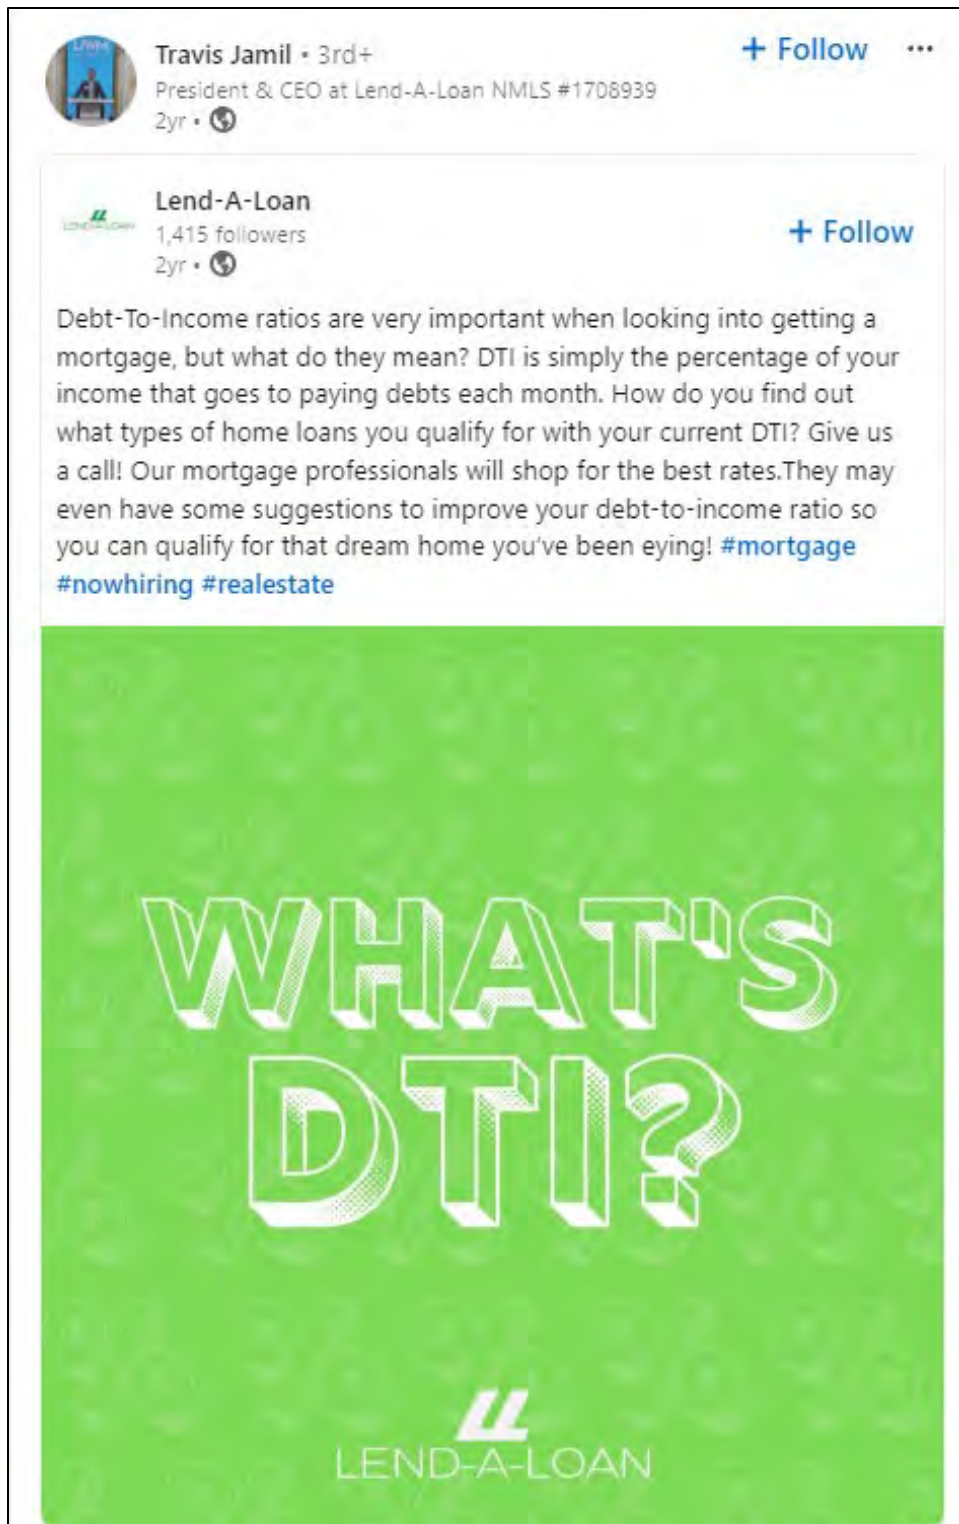 Travis Jamil • 3rd+
+ Follow ...
President & CEO at Lend-A-Loan NMLS #1708939
2yr •
Lend-A-Loan
1,415 followers
+ Follow
2yr •
Debt-To-Income ratios are very important when looking into getting a
mortgage, but what do they mean? DTI is simply the percentage of your
income that goes to paying debts each month. How do you find out
what types of home loans you qualify for with your current DTI? Give us
a call! Our mortgage professionals will shop for the best rates.They may
even have some suggestions to improve your debt-to-income ratio so
you can qualify for that dream home you've been eying! #mortgage
#nowhiring #realestate
WHAT'S
DTI?
LL
LEND-A-LOAN